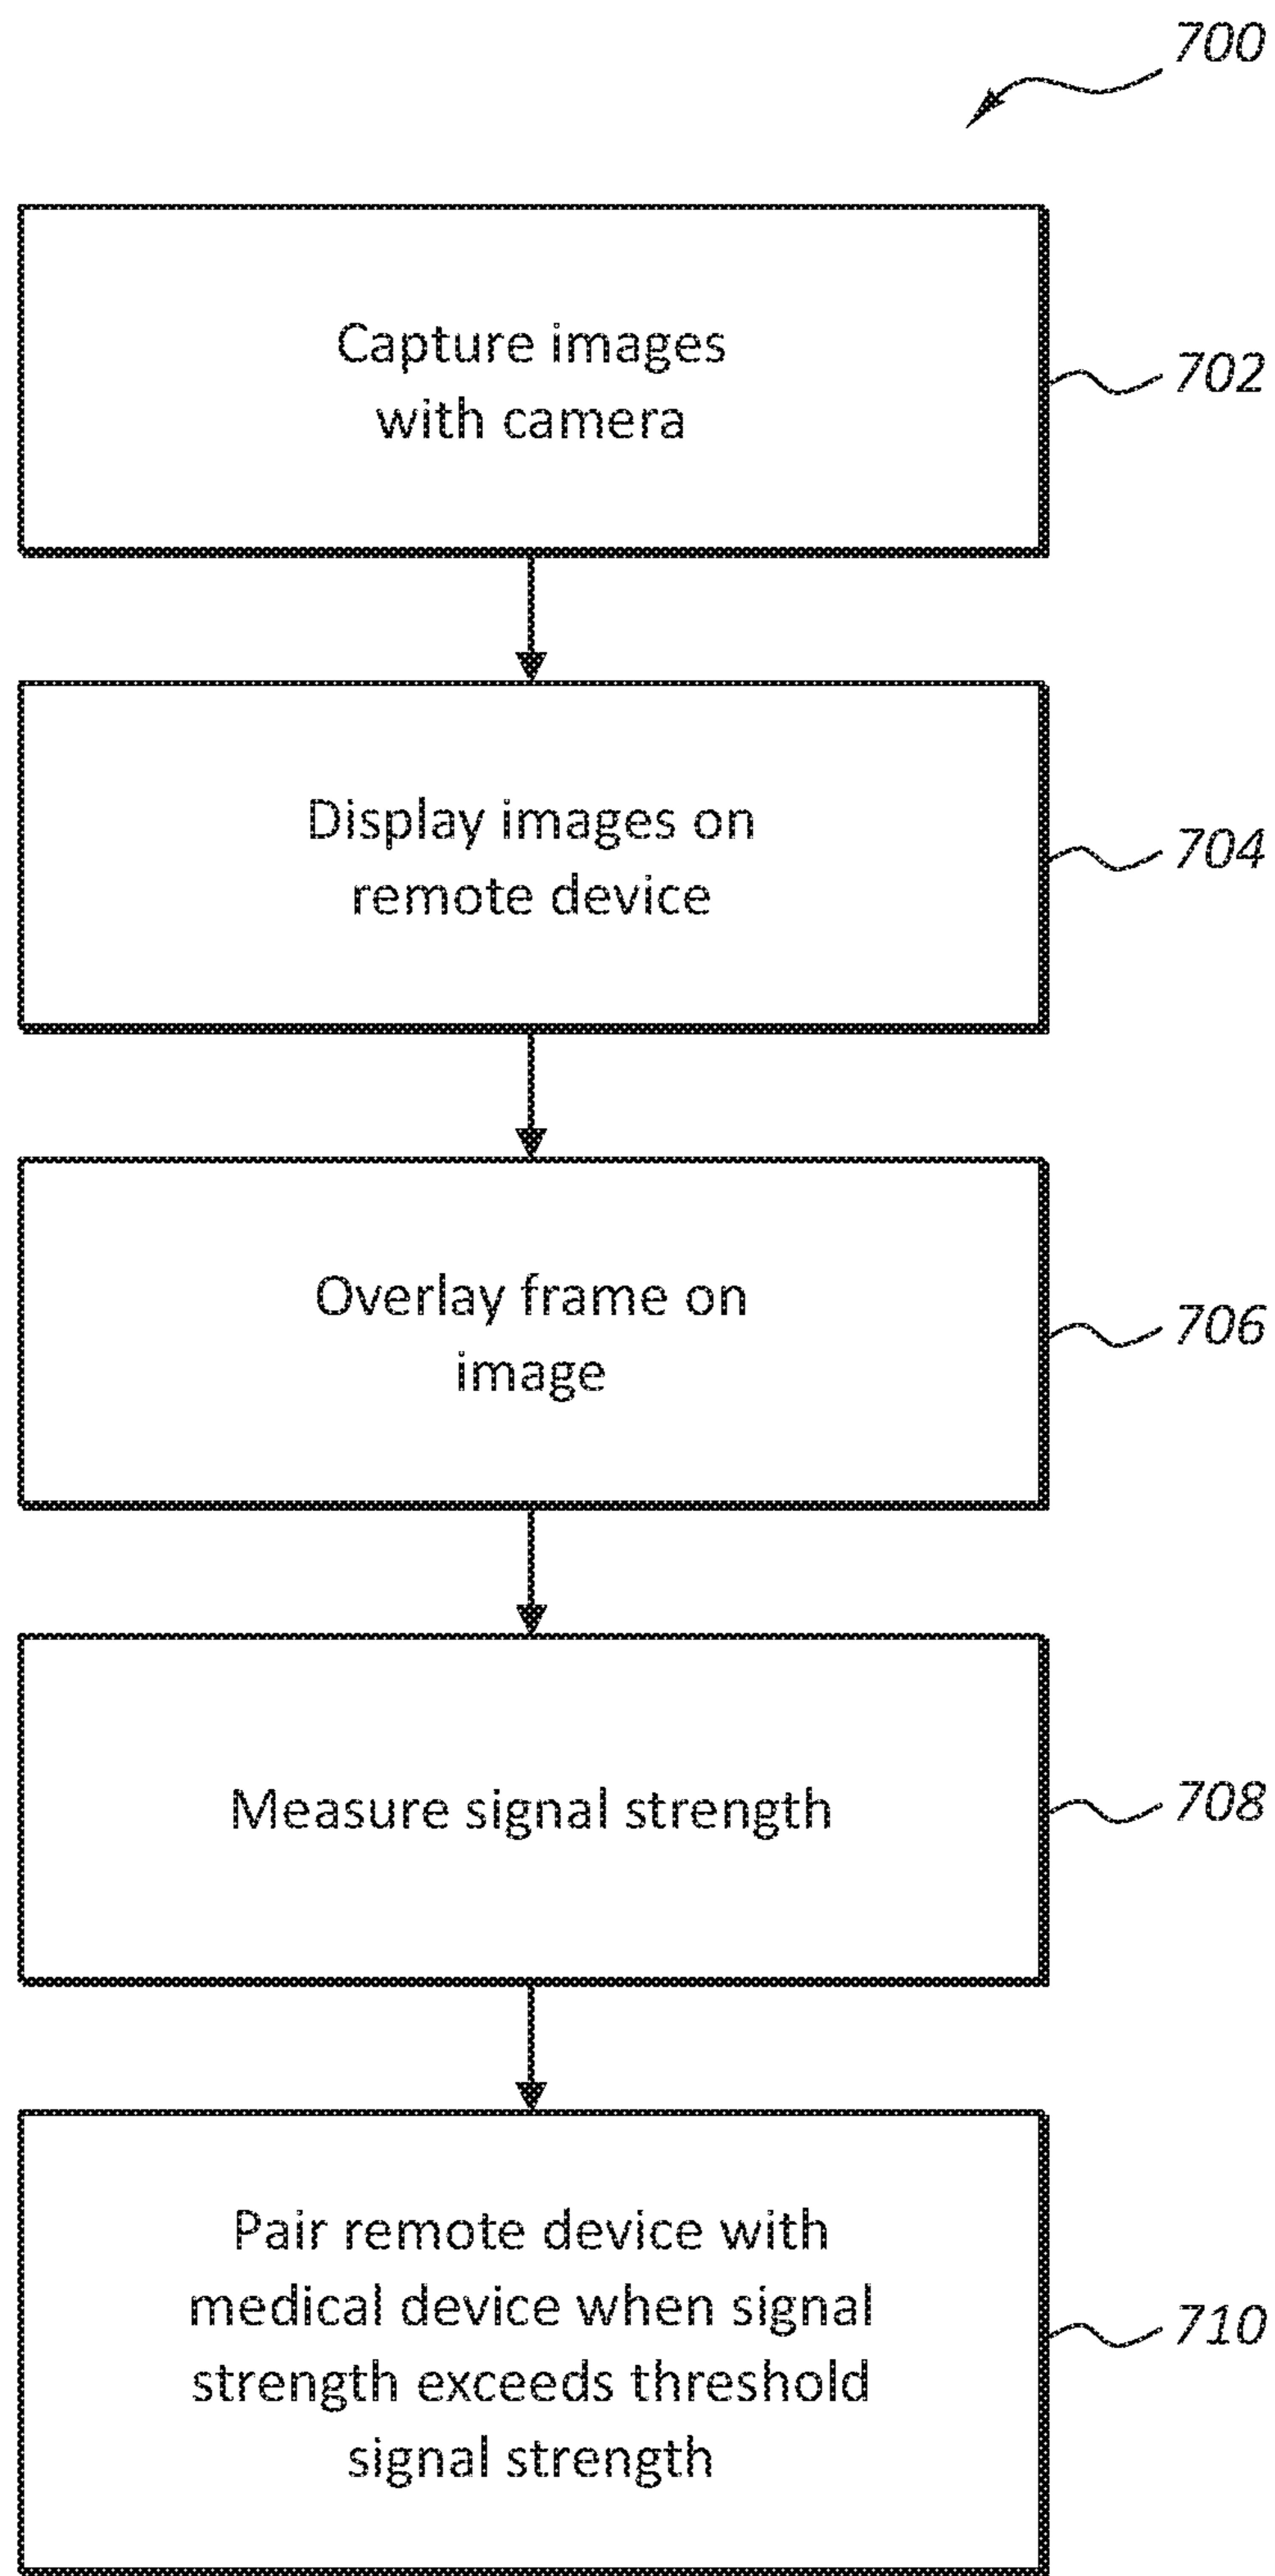 700
Capture images
with camera
702
Display images on
remote device
704
Overlay frame on
image
706
Measure signal strength
708
Pair remote device with
medical device when signal
strength exceeds threshold
signal strength
710